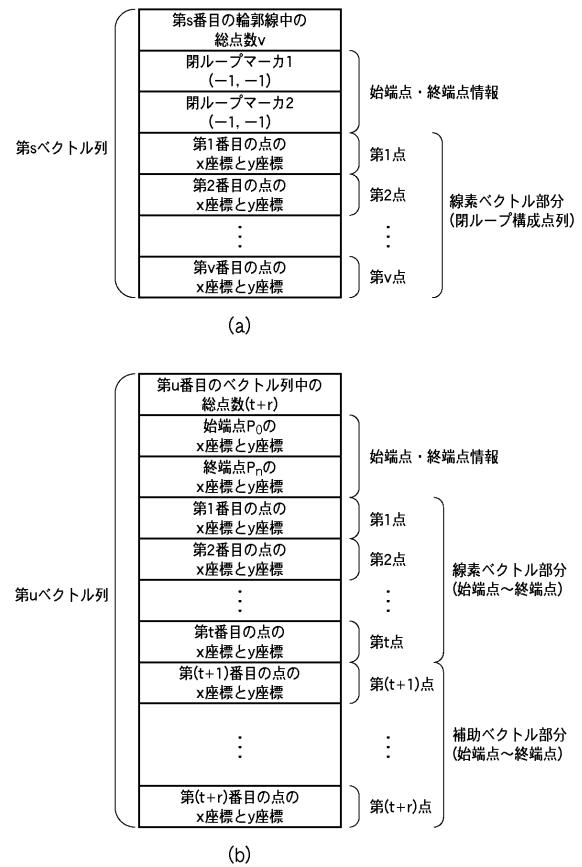 第s番目の輪郭線中の
総点数v
閉ループマーカ1
(−1, −1)
閉ループマーカ2
(−1, −1)
始端点・終端点情報
第sベクトル列
第1番目の点の
x座標とy座標
第1点
第2番目の点の
x座標とy座標
第2点
線素ベクトル部分
(閉ループ構成点列)
⋮
⋮
第v番目の点の
x座標とy座標
第v点
(a)
第u番目のベクトル列中の
総点数(t+r)
始端点P0の
x座標とy座標
終端点Pnの
x座標とy座標
始端点・終端点情報
第1番目の点の
x座標とy座標
第1点
第2番目の点の
x座標とy座標
第2点
線素ベクトル部分
(始端点～終端点)
第uベクトル列
⋮
⋮
第t番目の点の
x座標とy座標
第t点
第(t+1)番目の点の
x座標とy座標
第(t+1)点
⋮
⋮
補助ベクトル部分
(始端点～終端点)
第(t+r)番目の点の
x座標とy座標
第(t+r)点
(b)